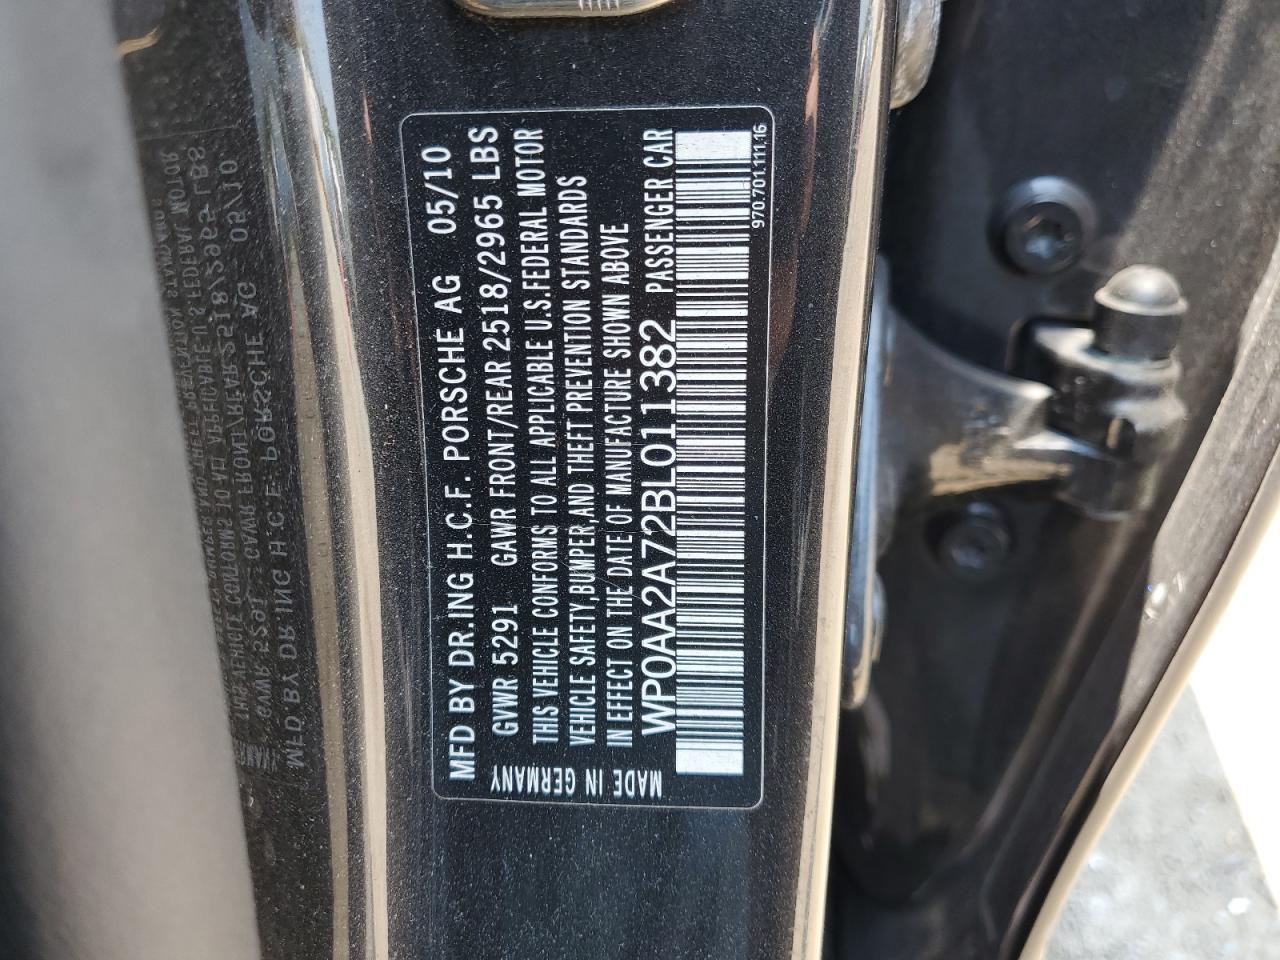 MFD BY DR.ING H.C.F. PORSCHE AG 05/10
GVWR 5291 GAWR FRONT/REAR 2518/2965 LBS
THIS VEHICLE CONFORMS TO ALL APPLICABLE U.S.FEDERAL MOTOR
VEHICLE SAFETY,BUMPER,AND THEFT PREVENTION STANDARDS
IN EFFECT ON THE DATE OF MANUFACTURE SHOWN ABOVE
WP0AA2A72BL011382 PASSENGER CAR
MADE IN GERMANY
970.701.111.16